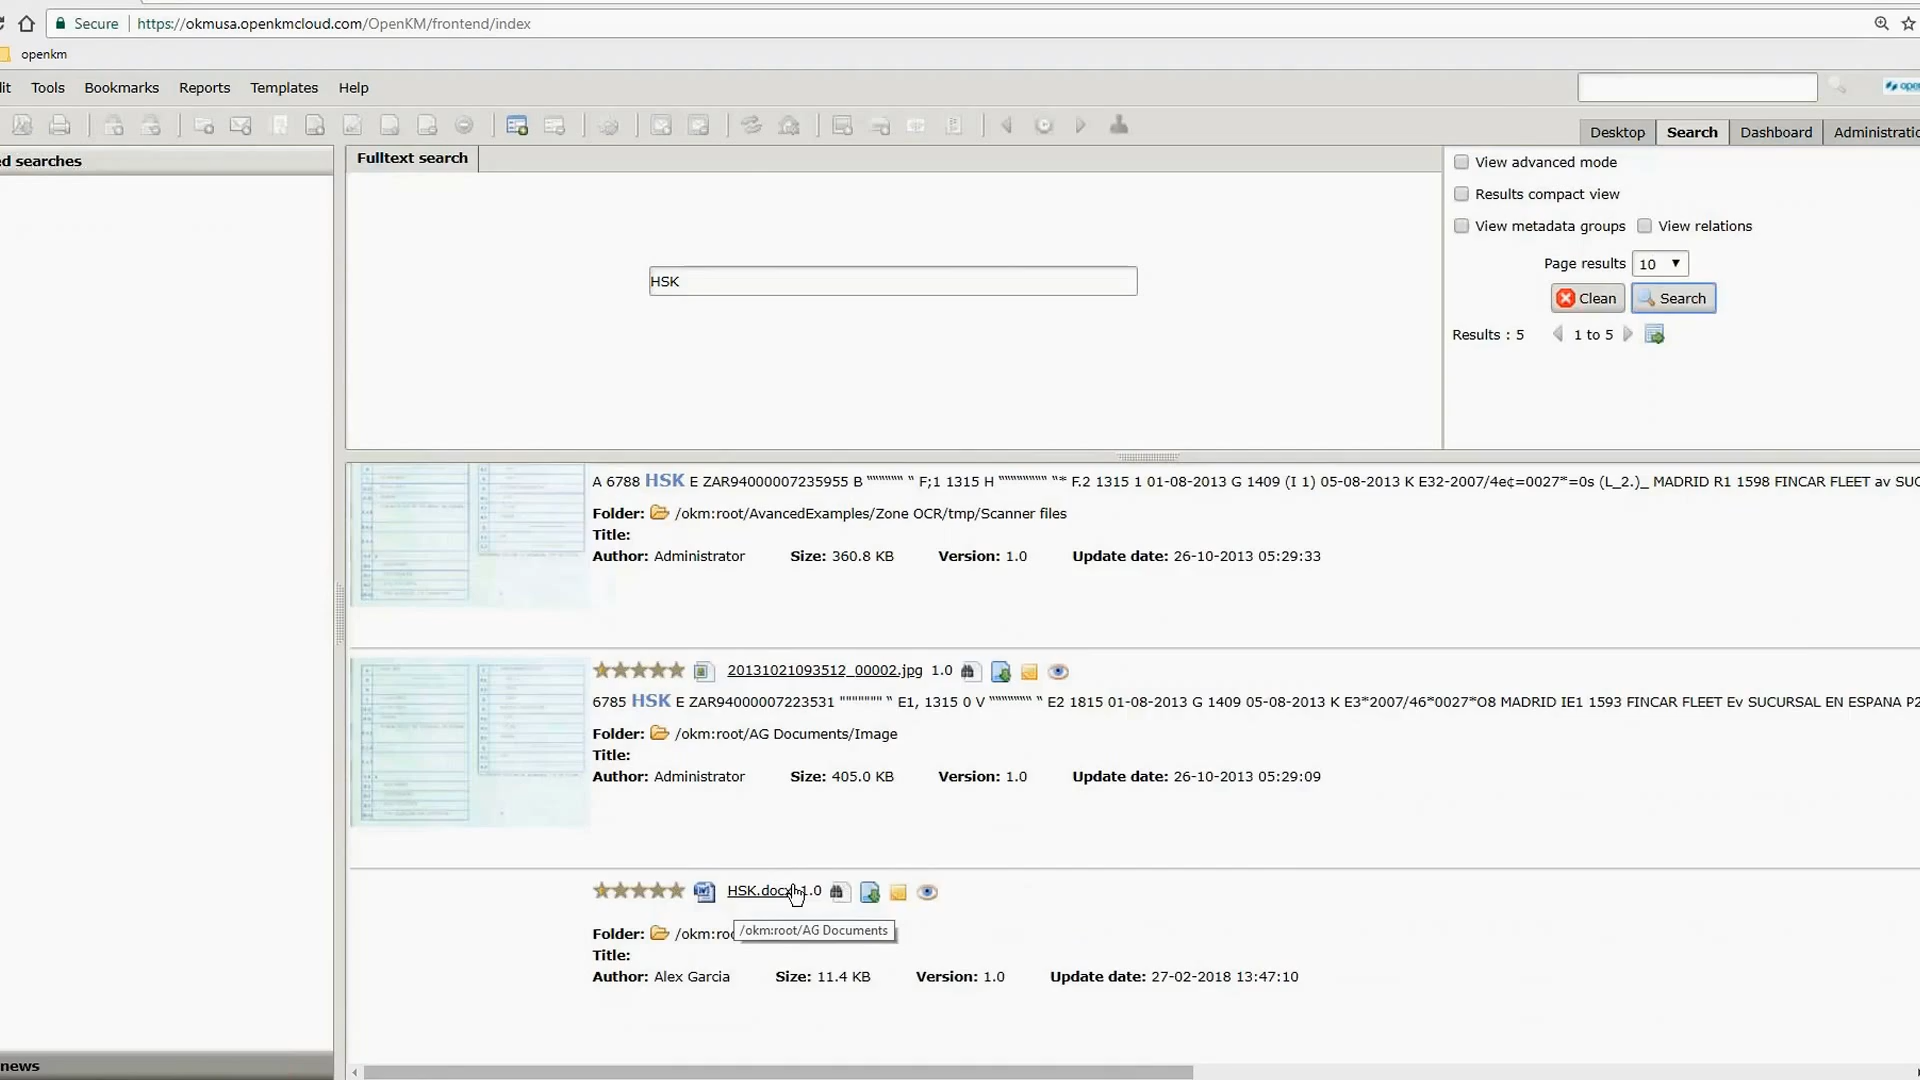 Secure https://okmusa.openkmcloud.com/OpenKM/frontend/index
openkm
it Tools Bookmarks Reports Templates Help
Desktop Search Dashboard Administratio
ed searches
Fulltext search
View advanced mode
Results compact view
View metadada groups View relations
HSK
Page results 10
Clean Search
Results : 5 1 to 5
A 6788 HSK E ZAR94000007235955 B """""" " F;1 1315 H """""""" "* F.2 1315 1 01-08-2013 G 1409 (I 1) 05-08-2013 K E32-2007/4e¢=0027*=0s (L_2.)_ MADRID R1 1598 FINCAR FLEET av SUC
Folder: /okm:root/AvancedExamples/Zone OCR/tmp/Scanner files
Title:
Author: Administrator Size: 360.8 KB Version: 1.0 Update date: 26-10-2013 05:29:33
20131021093512_00002.jpg 1.0
6785 HSK E ZAR94000007223531 """"""" " E1, 1315 0 V """""""" " E2 1815 01-08-2013 G 1409 05-08-2013 K E3*2007/46*0027*O8 MADRID IE1 1593 FINCAR FLEET Ev SUCURSAL EN ESPANA P2
Folder: /okm:root/AG Documents/Image
Title:
Author: Administrator Size: 405.0 KB Version: 1.0 Update date: 26-10-2013 05:29:09
HSK.docx 1.0
/okm:root/AG Documents
Folder: /okm:roo
Title:
Author: Alex Garcia Size: 11.4 KB Version: 1.0 Update date: 27-02-2018 13:47:10
news